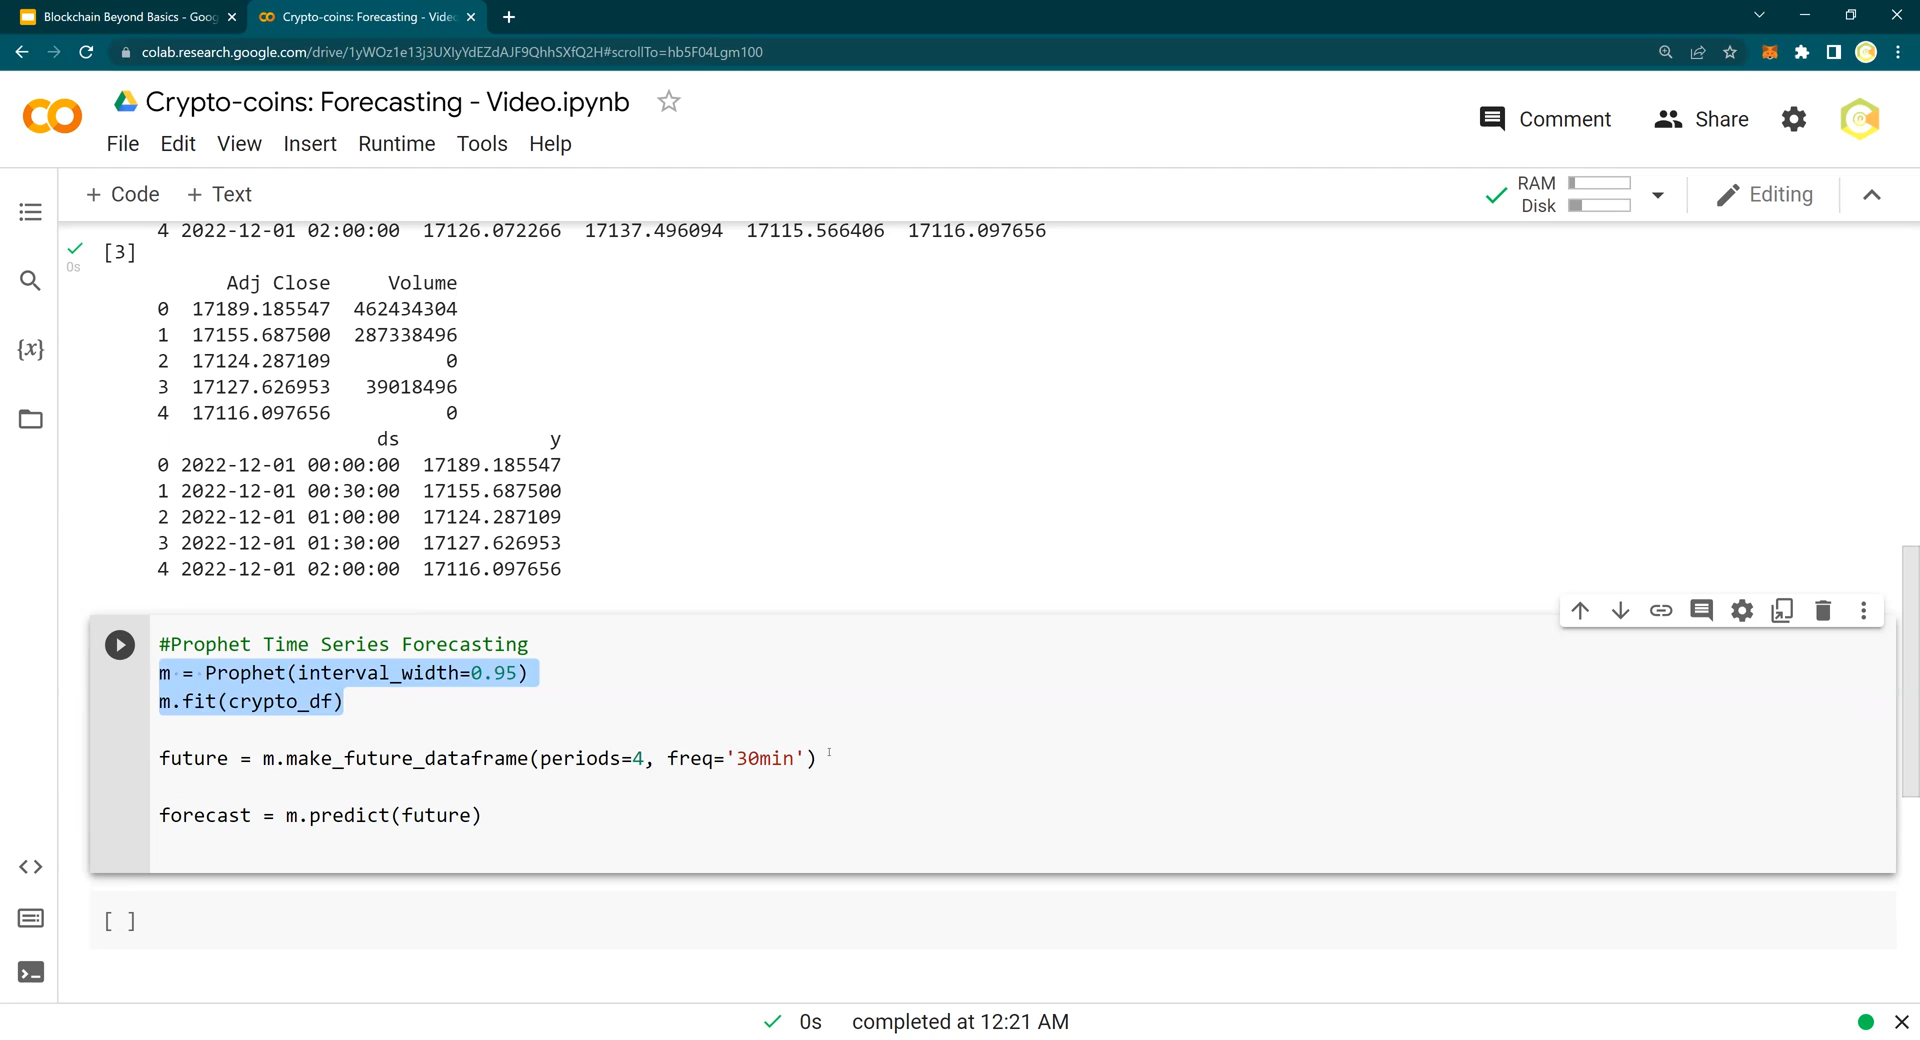 Blockchain Beyond Basics - Goog
Crypto-coins: Forecasting - Video
colab.research.google.com/drive/1yWOz1e13j3UXIyYdEZdAJF9QhhSXfQ2H#scrollTo=hb5F04Lgm100
CO
Crypto-coins: Forecasting - Video.ipynb
File Edit View Insert Runtime Tools Help
Comment
Share
+ Code + Text
RAM
Disk
Editing
4 2022-12-01 02:00:00 17126.072266 17137.496094 17115.566406 17116.097656
[3]
0s
Adj Close Volume
0 17189.185547 462434304
1 17155.687500 287338496
2 17124.287109 0
3 17127.626953 39018496
4 17116.097656 0
ds y
0 2022-12-01 00:00:00 17189.185547
1 2022-12-01 00:30:00 17155.687500
2 2022-12-01 01:00:00 17124.287109
3 2022-12-01 01:30:00 17127.626953
4 2022-12-01 02:00:00 17116.097656
{x}
#Prophet Time Series Forecasting
m = Prophet(interval_width=0.95)
m.fit(crypto_df)
future = m.make_future_dataframe(periods=4, freq='30min')
forecast = m.predict(future)
[ ]
0s completed at 12:21 AM